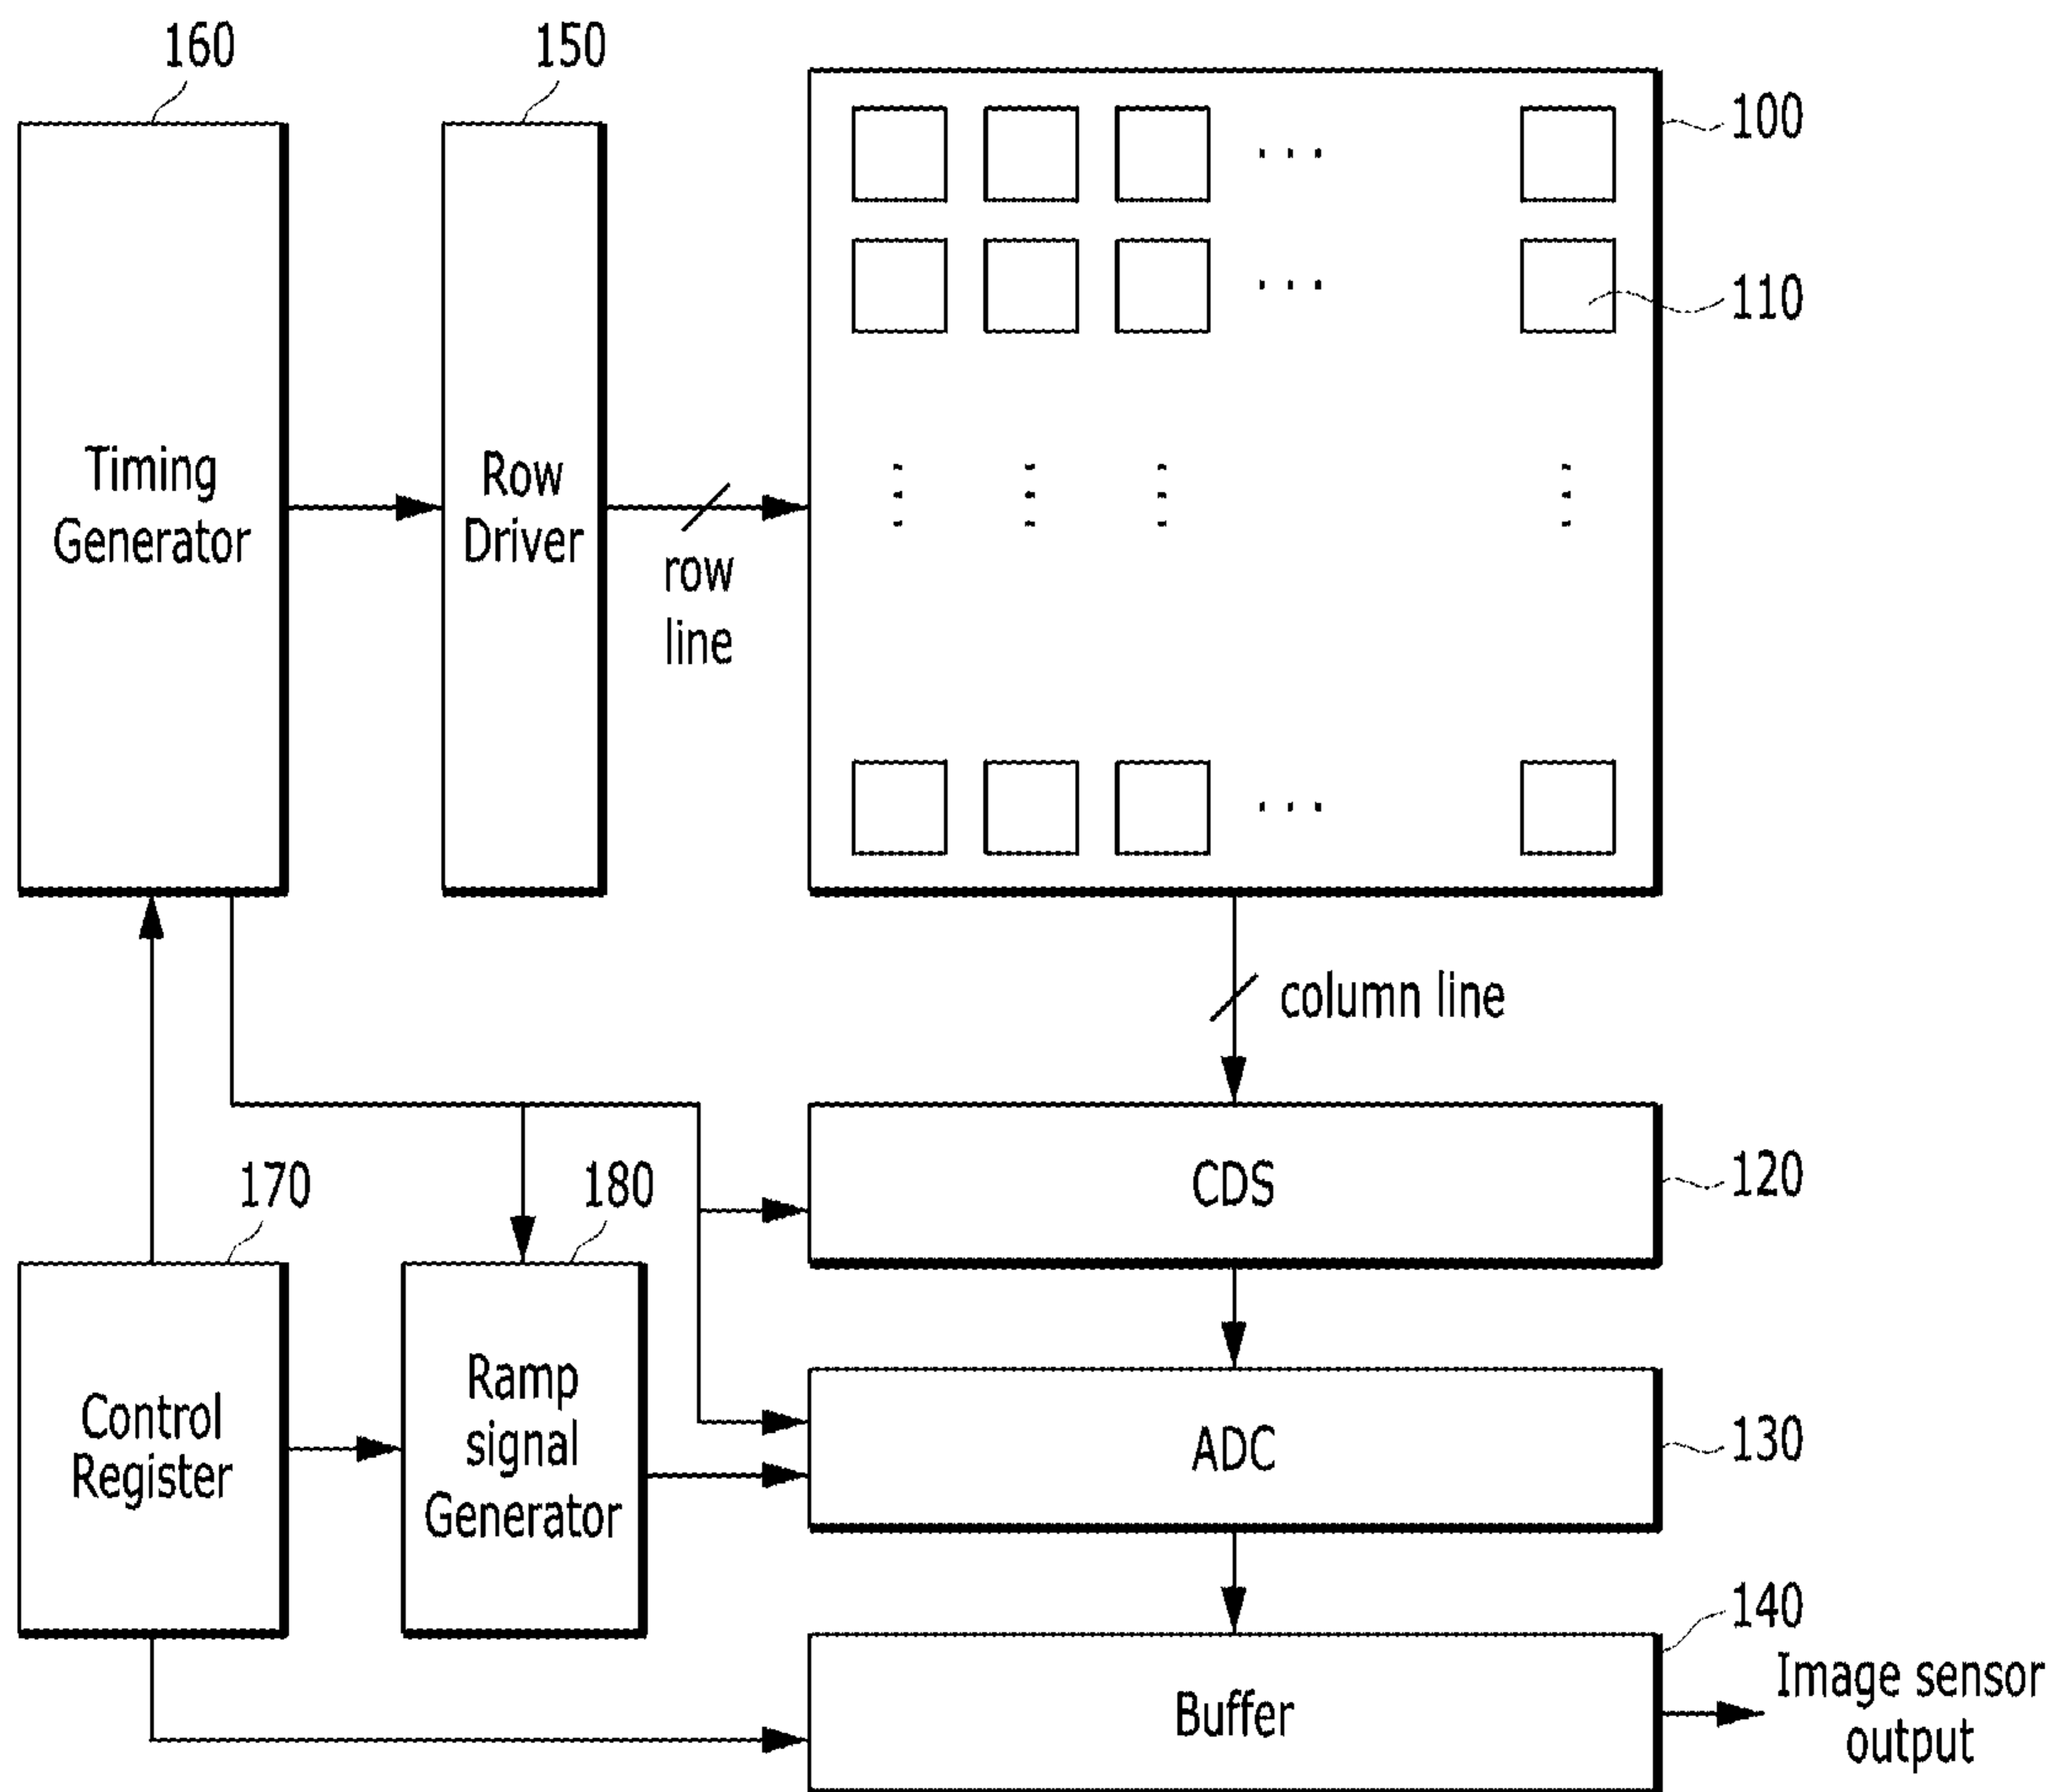 160
150
100
110
Timing
Generator
Row
Driver
row
line
column line
170
180
CDS
120
Control
Register
Ramp
signal
Generator
ADC
130
140
Buffer
Image sensor
output